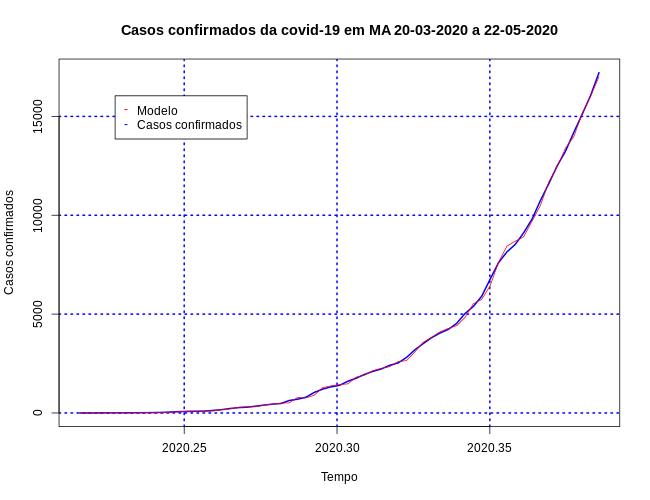 Casos confirmados da covid-19 em MA 20-03-2020 a 22-05-2020
Casos confirmados
15000
10000
5000
0
- Modelo
- Casos confirmados
2020.25 2020.30 2020.35
Tempo